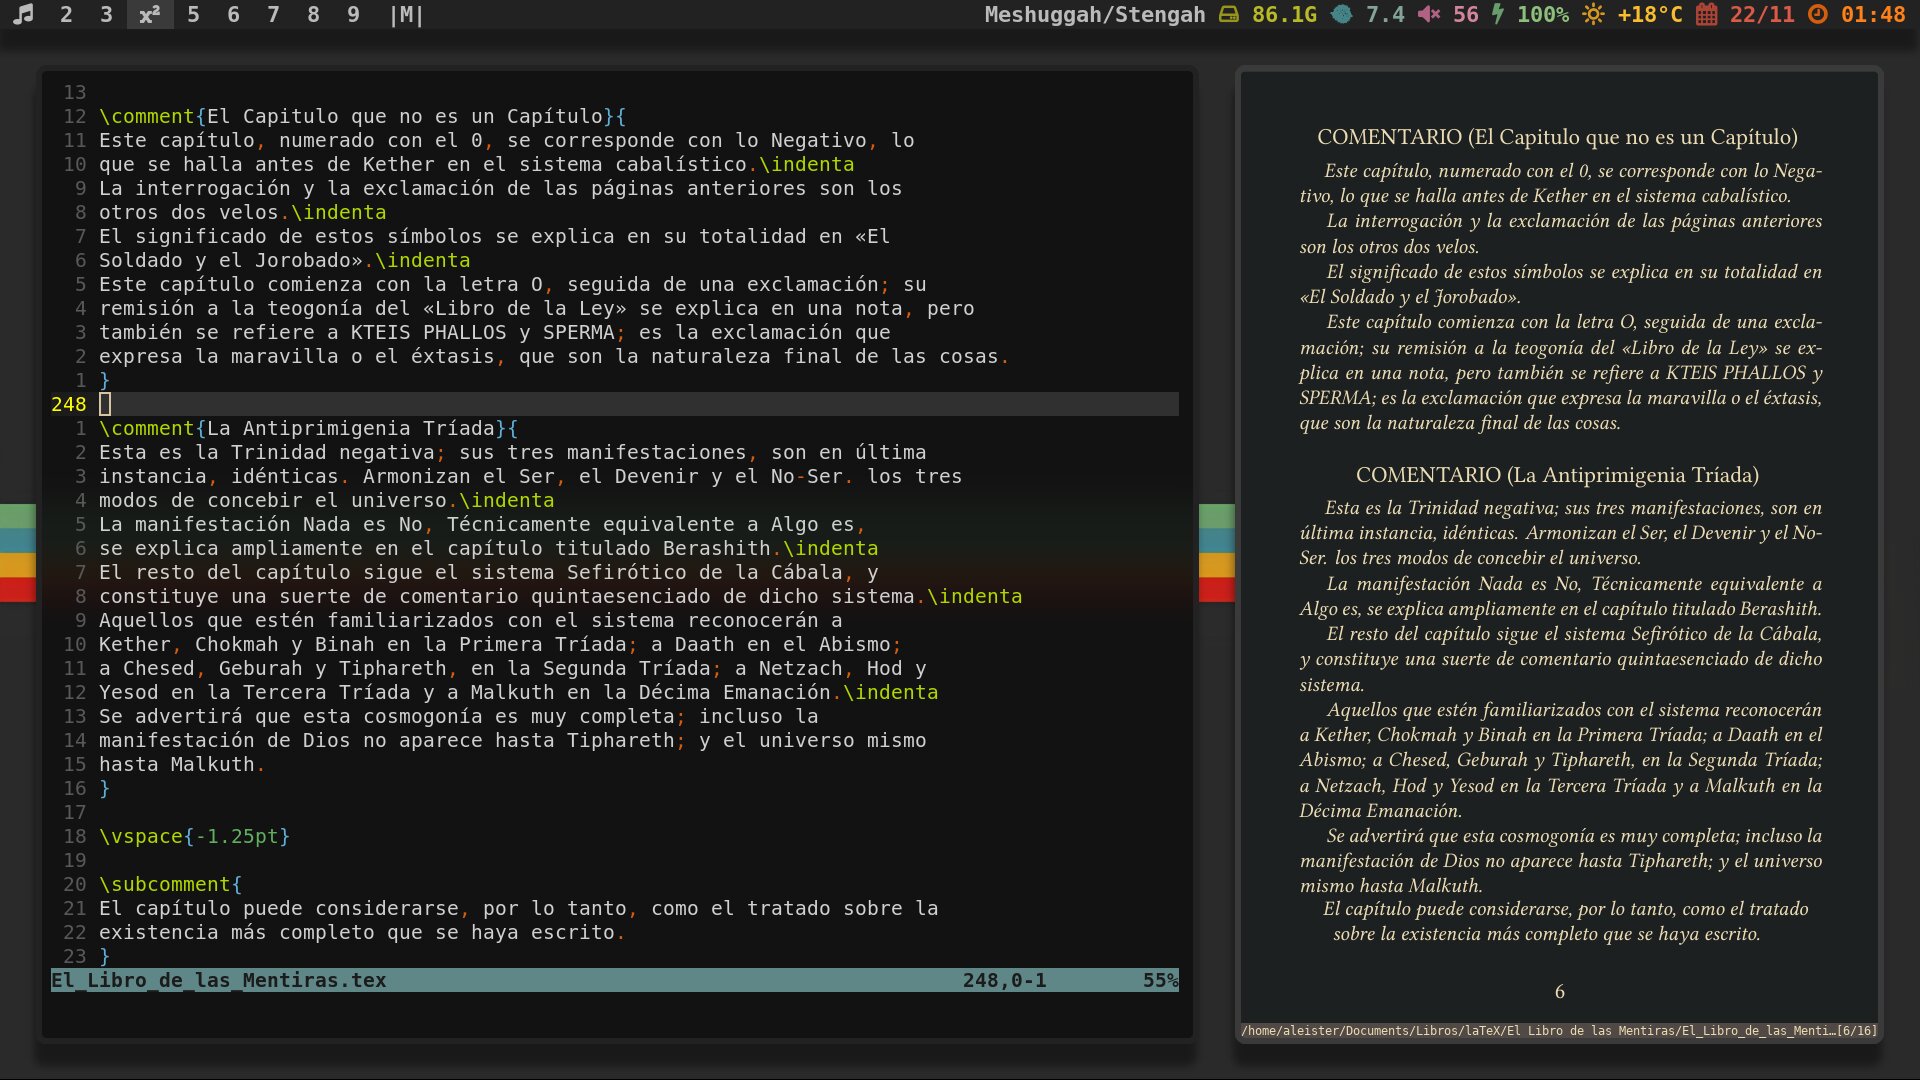 2 3 x² 5 6 7 8 9 |M| Meshuggah/Stengah 86.1G 7.4 56 100% +18°C 22/11 01:48
13
12 \comment{El Capitulo que no es un Capítulo}{
11 Este capítulo, numerado con el 0, se corresponde con lo Negativo, lo
10 que se halla antes de Kether en el sistema cabalístico.\indenta
9 La interrogación y la exclamación de las páginas anteriores son los
8 otros dos velos.\indenta
7 El significado de estos símbolos se explica en su totalidad en «El
6 Soldado y el Jorobado».\indenta
5 Este capítulo comienza con la letra O, seguida de una exclamación; su
4 remisión a la teogonía del «Libro de la Ley» se explica en una nota, pero
3 también se refiere a KTEIS PHALLOS y SPERMA; es la exclamación que
2 expresa la maravilla o el éxtasis, que son la naturaleza final de las cosas.
1 }
248
1 \comment{La Antiprimigenia Tríada}{
2 Esta es la Trinidad negativa; sus tres manifestaciones, son en última
3 instancia, idénticas. Armonizan el Ser, el Devenir y el No-Ser. los tres
4 modos de concebir el universo.\indenta
5 La manifestación Nada es No, Técnicamente equivalente a Algo es,
6 se explica ampliamente en el capítulo titulado Berashith.\indenta
7 El resto del capítulo sigue el sistema Sefirótico de la Cábala, y
8 constituye una suerte de comentario quintaesenciado de dicho sistema.\indenta
9 Aquellos que estén familiarizados con el sistema reconocerán a
10 Kether, Chokmah y Binah en la Primera Tríada; a Daath en el Abismo;
11 a Chesed, Geburah y Tiphareth, en la Segunda Tríada; a Netzach, Hod y
12 Yesod en la Tercera Tríada y a Malkuth en la Décima Emanación.\indenta
13 Se advertirá que esta cosmogonía es muy completa; incluso la
14 manifestación de Dios no aparece hasta Tiphareth; y el universo mismo
15 hasta Malkuth.
16 }
17
18 \vspace{-1.25pt}
19
20 \subcomment{
21 El capítulo puede considerarse, por lo tanto, como el tratado sobre la
22 existencia más completo que se haya escrito.
23 }
El_Libro_de_las_Mentiras.tex 248,0-1 55%
COMENTARIO (El Capitulo que no es un Capítulo)
Este capítulo, numerado con el 0, se corresponde con lo Nega-
tivo, lo que se halla antes de Kether en el sistema cabalístico.
La interrogación y la exclamación de las páginas anteriores
son los otros dos velos.
El significado de estos símbolos se explica en su totalidad en
«El Soldado y el Jorobado».
Este capítulo comienza con la letra O, seguida de una excla-
mación; su remisión a la teogonía del «Libro de la Ley» se ex-
plica en una nota, pero también se refiere a KTEIS PHALLOS y
SPERMA; es la exclamación que expresa la maravilla o el éxtasis,
que son la naturaleza final de las cosas.
COMENTARIO (La Antiprimigenia Tríada)
Esta es la Trinidad negativa; sus tres manifestaciones, son en
última instancia, idénticas. Armonizan el Ser, el Devenir y el No-
Ser. los tres modos de concebir el universo.
La manifestación Nada es No, Técnicamente equivalente a
Algo es, se explica ampliamente en el capítulo titulado Berashith.
El resto del capítulo sigue el sistema Sefirótico de la Cábala,
y constituye una suerte de comentario quintaesenciado de dicho
sistema.
Aquellos que estén familiarizados con el sistema reconocerán
a Kether, Chokmah y Binah en la Primera Tríada; a Daath en el
Abismo; a Chesed, Geburah y Tiphareth, en la Segunda Tríada;
a Netzach, Hod y Yesod en la Tercera Tríada y a Malkuth en la
Décima Emanación.
Se advertirá que esta cosmogonía es muy completa; incluso la
manifestación de Dios no aparece hasta Tiphareth; y el universo
mismo hasta Malkuth.
El capítulo puede considerarse, por lo tanto, como el tratado
sobre la existencia más completo que se haya escrito.
6
/home/aleister/Documents/Libros/laTeX/El Libro de las Mentiras/El_Libro_de_las_Menti…[6/16]